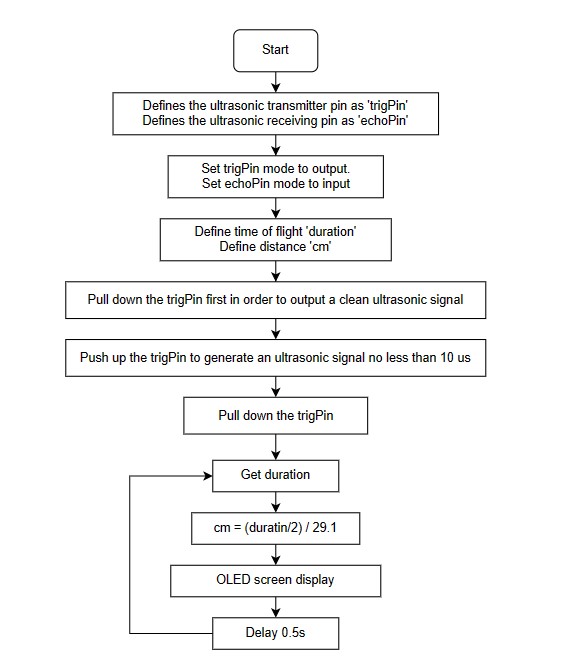 Start
Defines the ultrasonic transmitter pin as 'trigPin'
Defines the ultrasonic receiving pin as 'echoPin'
Set trigPin mode to output.
Set echoPin mode to input
Define time of flight 'duration'
Define distance 'cm'
Pull down the trigPin first in order to output a clean ultrasonic signal
Push up the trigPin to generate an ultrasonic signal no less than 10 us
Pull down the trigPin
Get duration
cm = (duratin/2) / 29.1
OLED screen display
Delay 0.5s